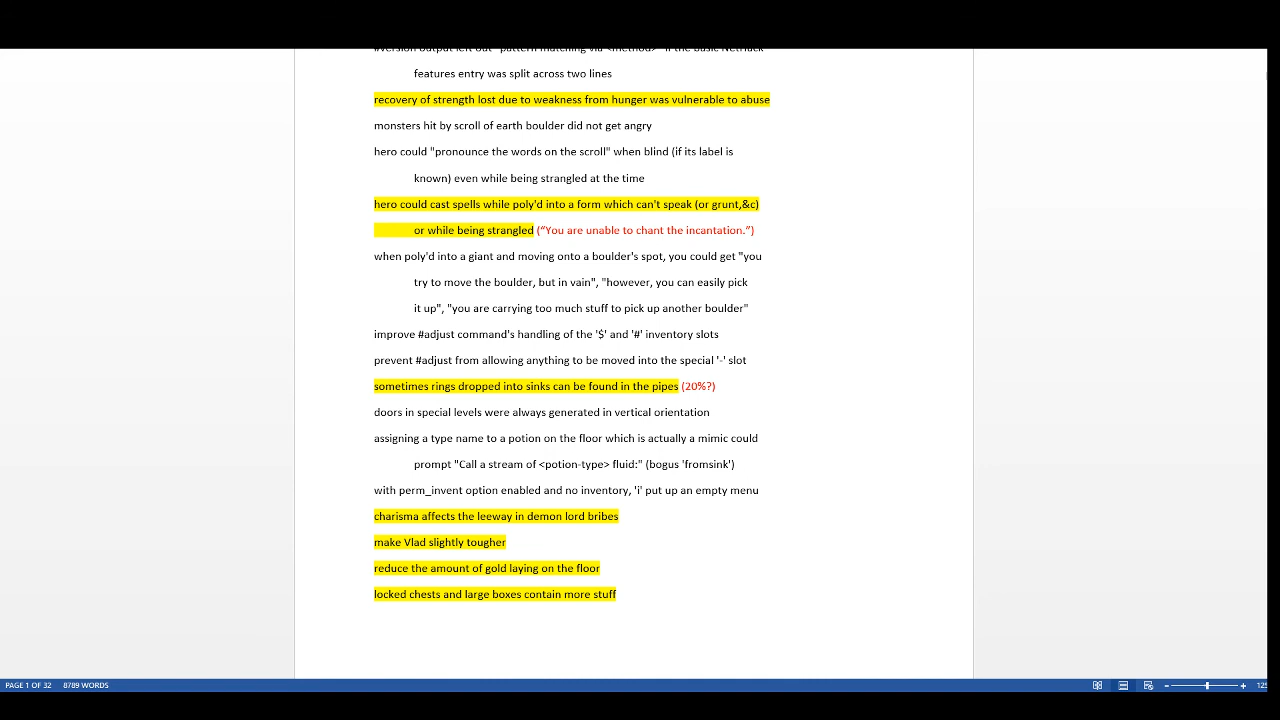 #version output left out "pattern matching via <method>" if the basic NetHack
features entry was split across two lines
recovery of strength lost due to weakness from hunger was vulnerable to abuse
monsters hit by scroll of earth boulder did not get angry
hero could "pronounce the words on the scroll" when blind (if its label is
known) even while being strangled at the time
hero could cast spells while poly'd into a form which can't speak (or grunt,&c)
or while being strangled (“You are unable to chant the incantation.”)
when poly'd into a giant and moving onto a boulder's spot, you could get "you
try to move the boulder, but in vain", "however, you can easily pick
it up", "you are carrying too much stuff to pick up another boulder"
improve #adjust command's handling of the '$' and '#' inventory slots
prevent #adjust from allowing anything to be moved into the special '-' slot
sometimes rings dropped into sinks can be found in the pipes (20%?)
doors in special levels were always generated in vertical orientation
assigning a type name to a potion on the floor which is actually a mimic could
prompt "Call a stream of <potion-type> fluid:" (bogus 'fromsink')
with perm_invent option enabled and no inventory, 'i' put up an empty menu
charisma affects the leeway in demon lord bribes
make Vlad slightly tougher
reduce the amount of gold laying on the floor
locked chests and large boxes contain more stuff
PAGE 1 OF 32 8789 WORDS